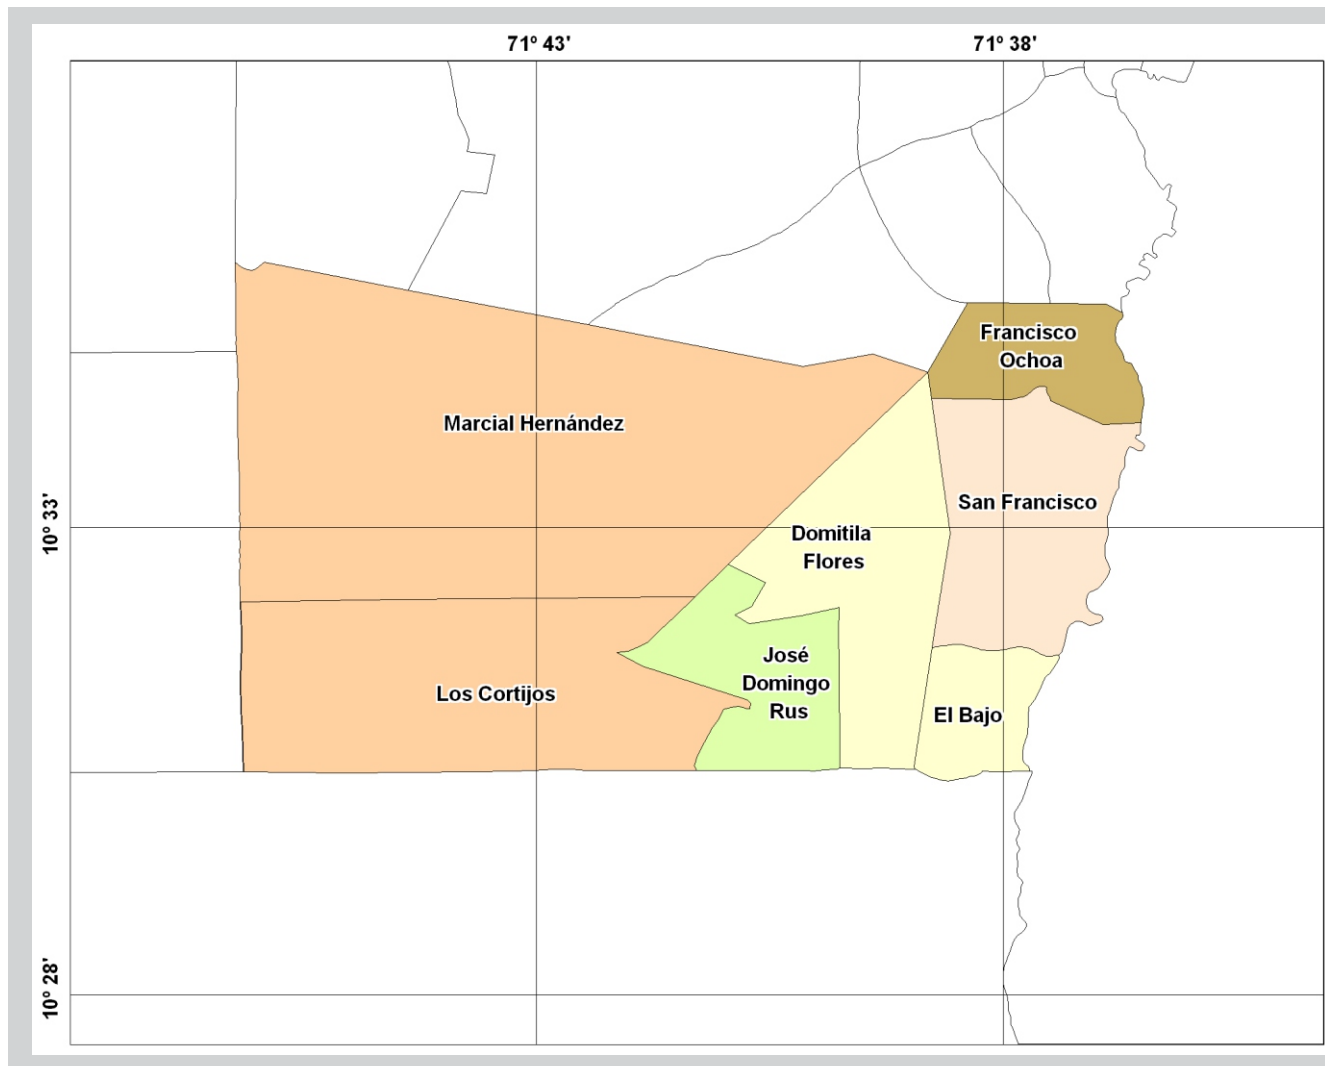 71º 43'
71º 38'
Francisco
Ochoa
Marcial Hernández
San Francisco
10º 33'
Domitila
Flores
José
Domingo
Rus
Los Cortijos
El Bajo
10º 28'